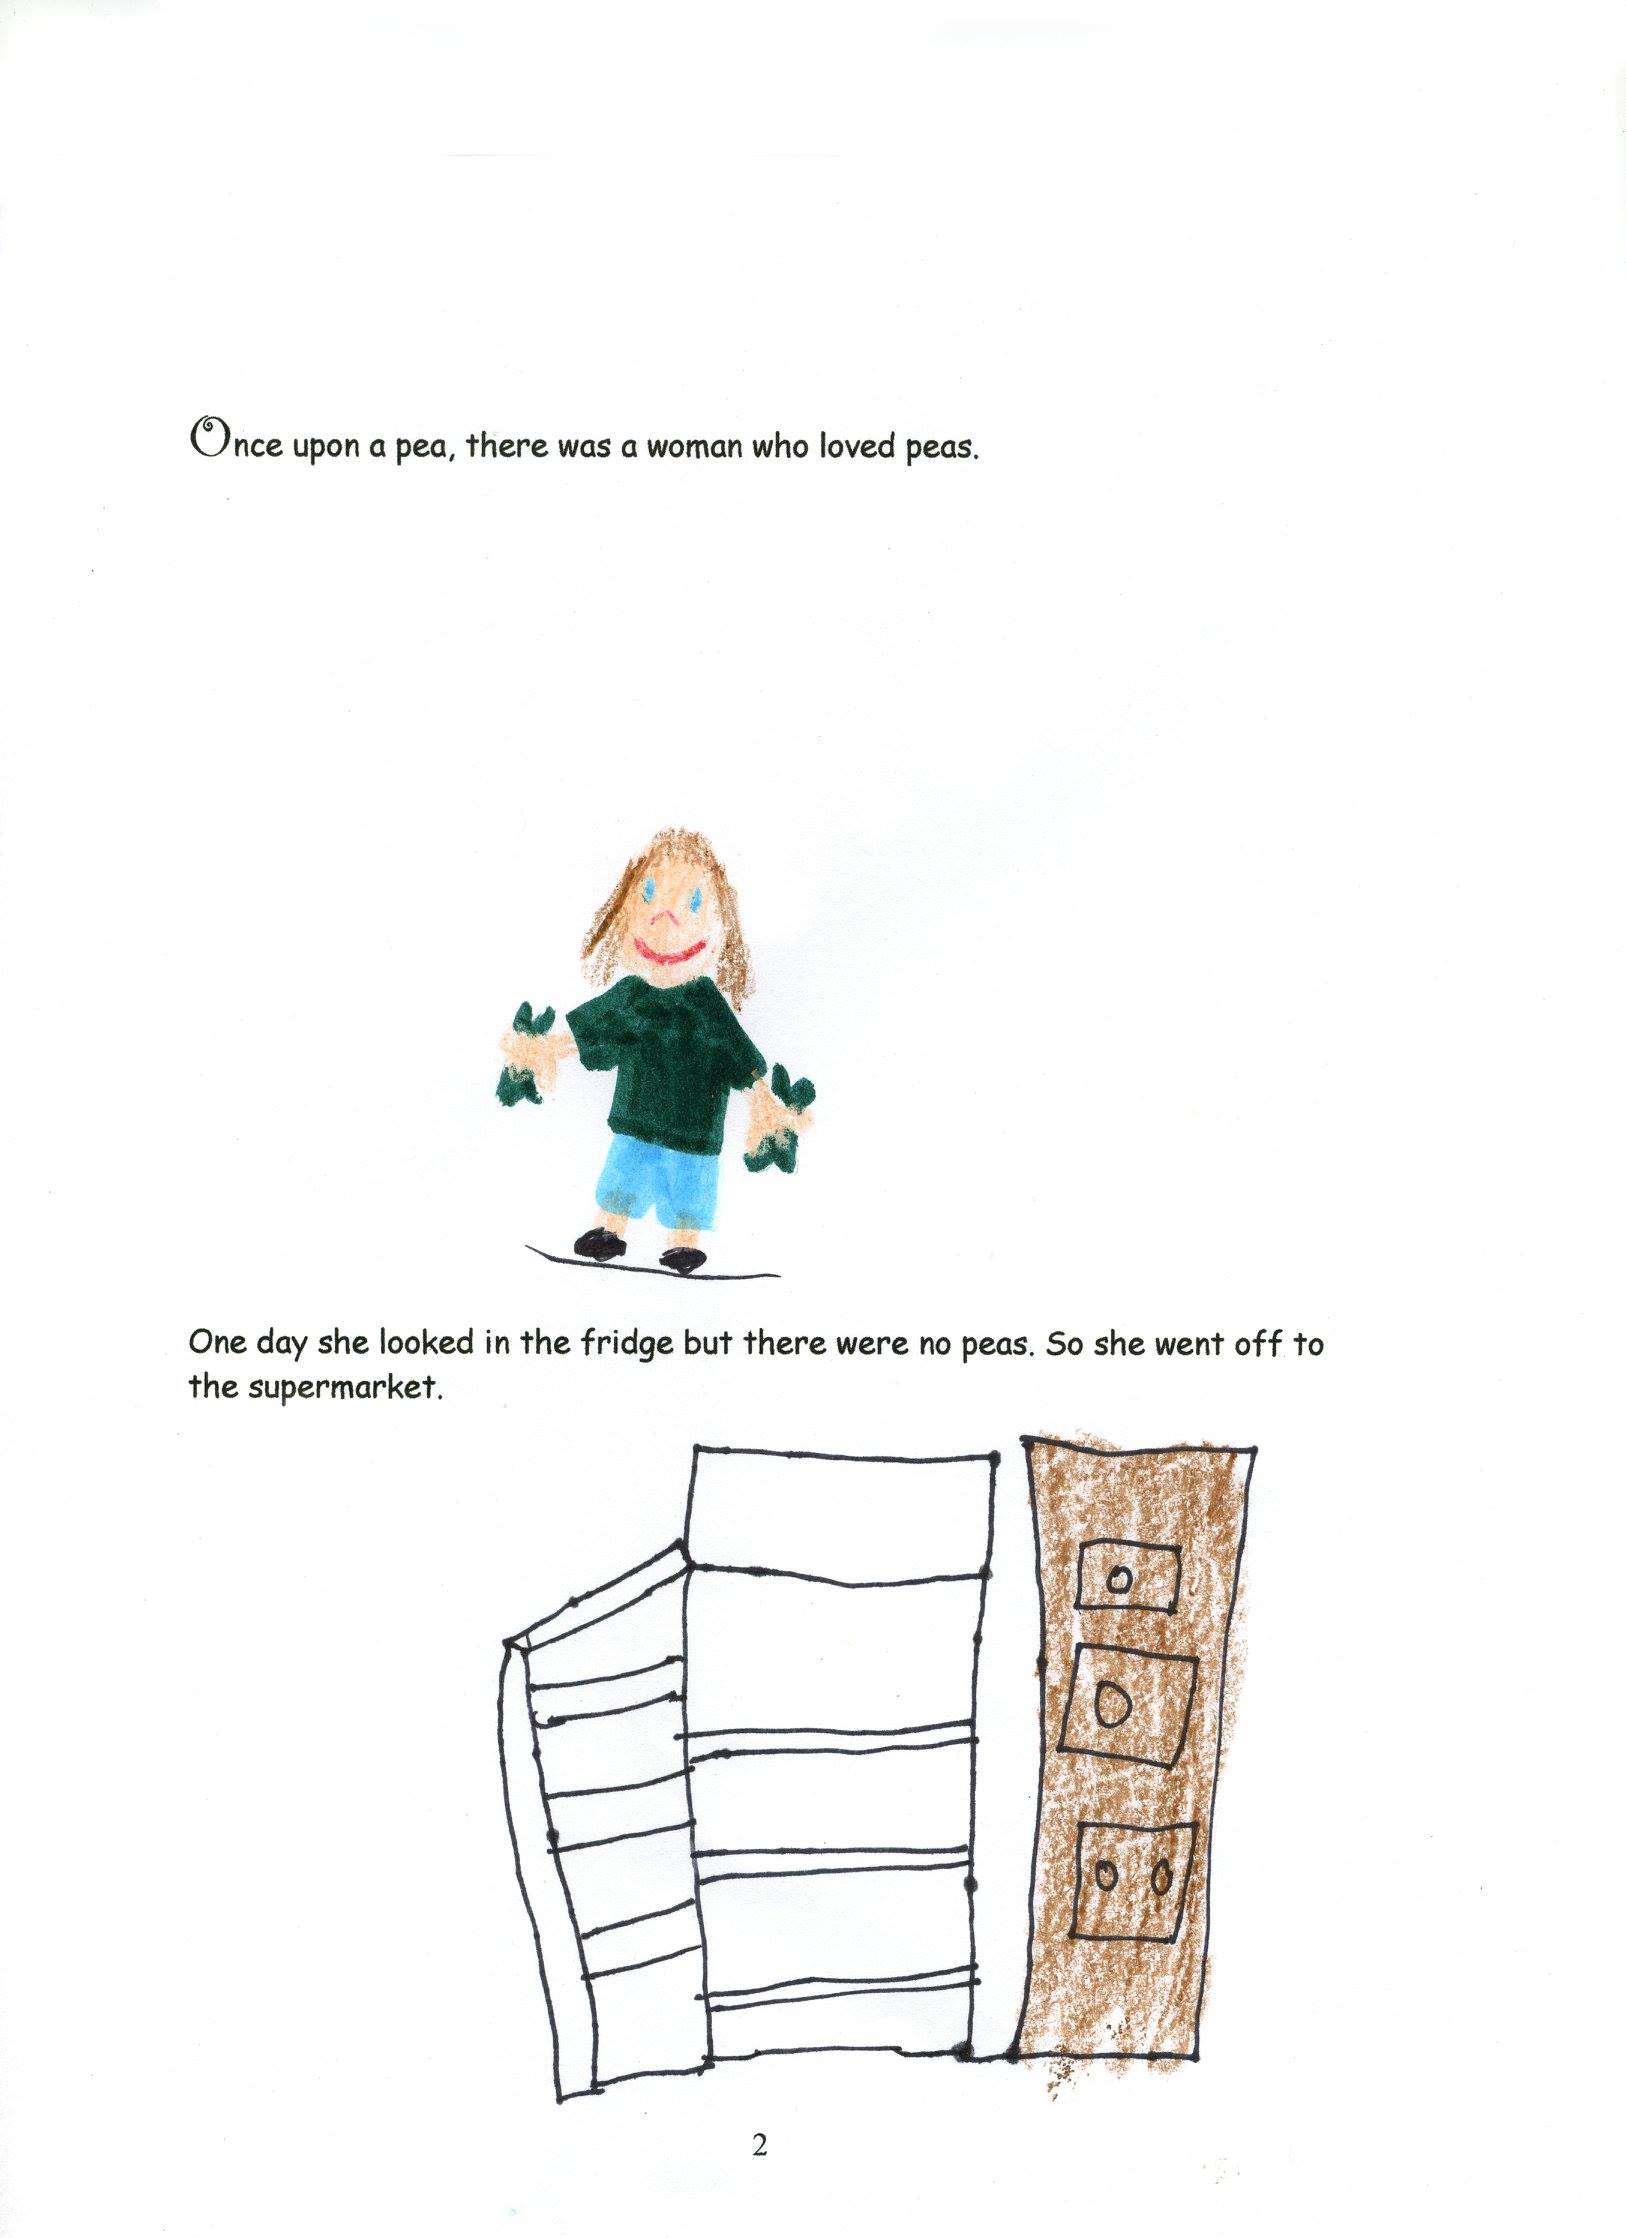 Once upon a pea, there was a woman who loved peas.
One day she looked in the fridge but there were no peas. So she went off to
the supermarket.
2